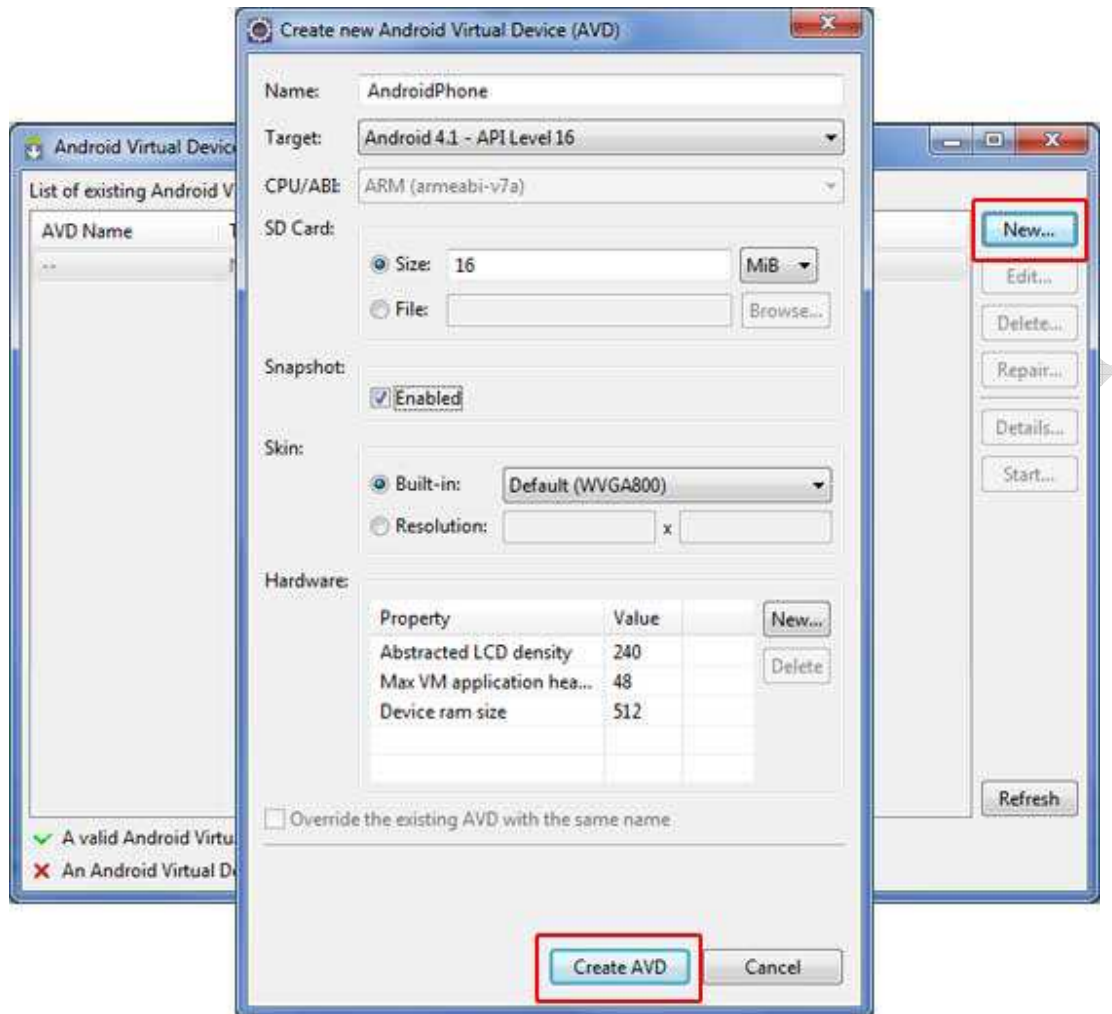 Create new Android Virtual Device (AVD)
Name: AndroidPhone
Target: Android 4.1 - API Level 16
CPU/ABI: ARM (armeabi-v7a)
SD Card:
Size: 16 MiB
File: Browse...
Snapshot:
Enabled
Skin:
Built-in: Default (WVGA800)
Resolution: x
Hardware:
Property Value New...
Abstracted LCD density 240 Delete
Max VM application hea... 48
Device ram size 512
Override the existing AVD with the same name
Create AVD Cancel
Android Virtual Device
List of existing Android V
AVD Name
--
New...
Edit...
Delete...
Repair...
Details...
Start...
Refresh
A valid Android Virtu
An Android Virtual De